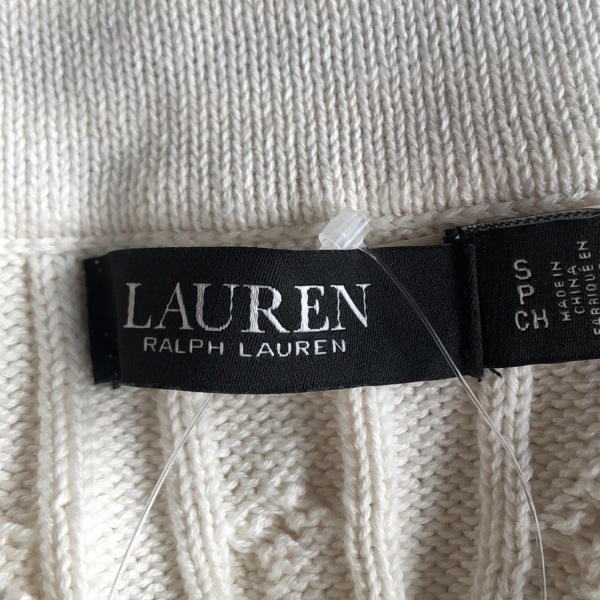 LAUREN
RALPH LAUREN
S
P
CH
MADE IN
CHINA
FABRIQUÉ EN